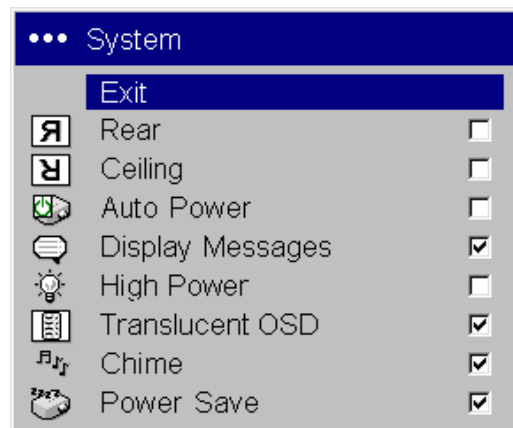 ••• System
Exit
Rear
Ceiling
Auto Power
Display Messages
High Power
Translucent OSD
Chime
Power Save